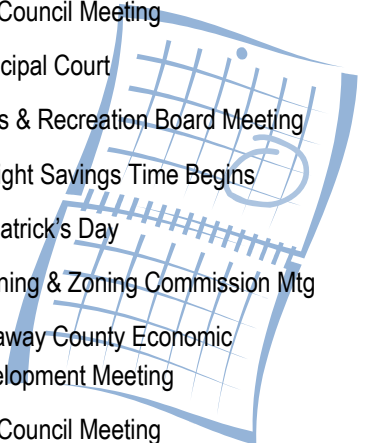 Council Meeting
cipal Court
s & Recreation Board Meeting
ght Savings Time Begins
atrick's Day
ning & Zoning Commission Mtg
away County Economic
elopment Meeting
Council Meeting